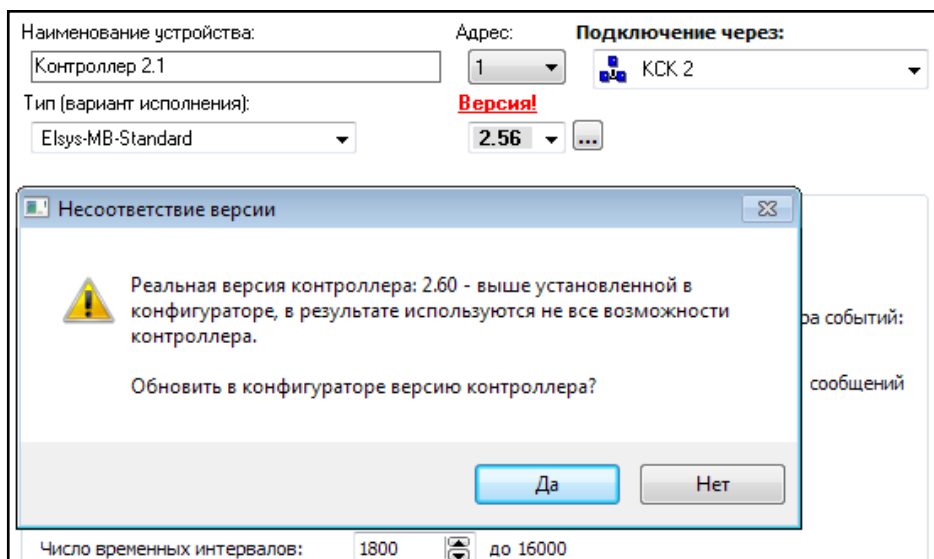 Наименование устройства: Адрес: Подключение через:
Контроллер 2.1 1 КСК 2
Тип (вариант исполнения): Версия!
Elsys-MB-Standard 2.56 ...
Несоответствие версии
Реальная версия контроллера: 2.60 - выше установленной в
конфигураторе, в результате используются не все возможности
контроллера.
ра событий:
Обновить в конфигураторе версию контроллера?
сообщений
Да Нет
Число временных интервалов: 1800 до 16000